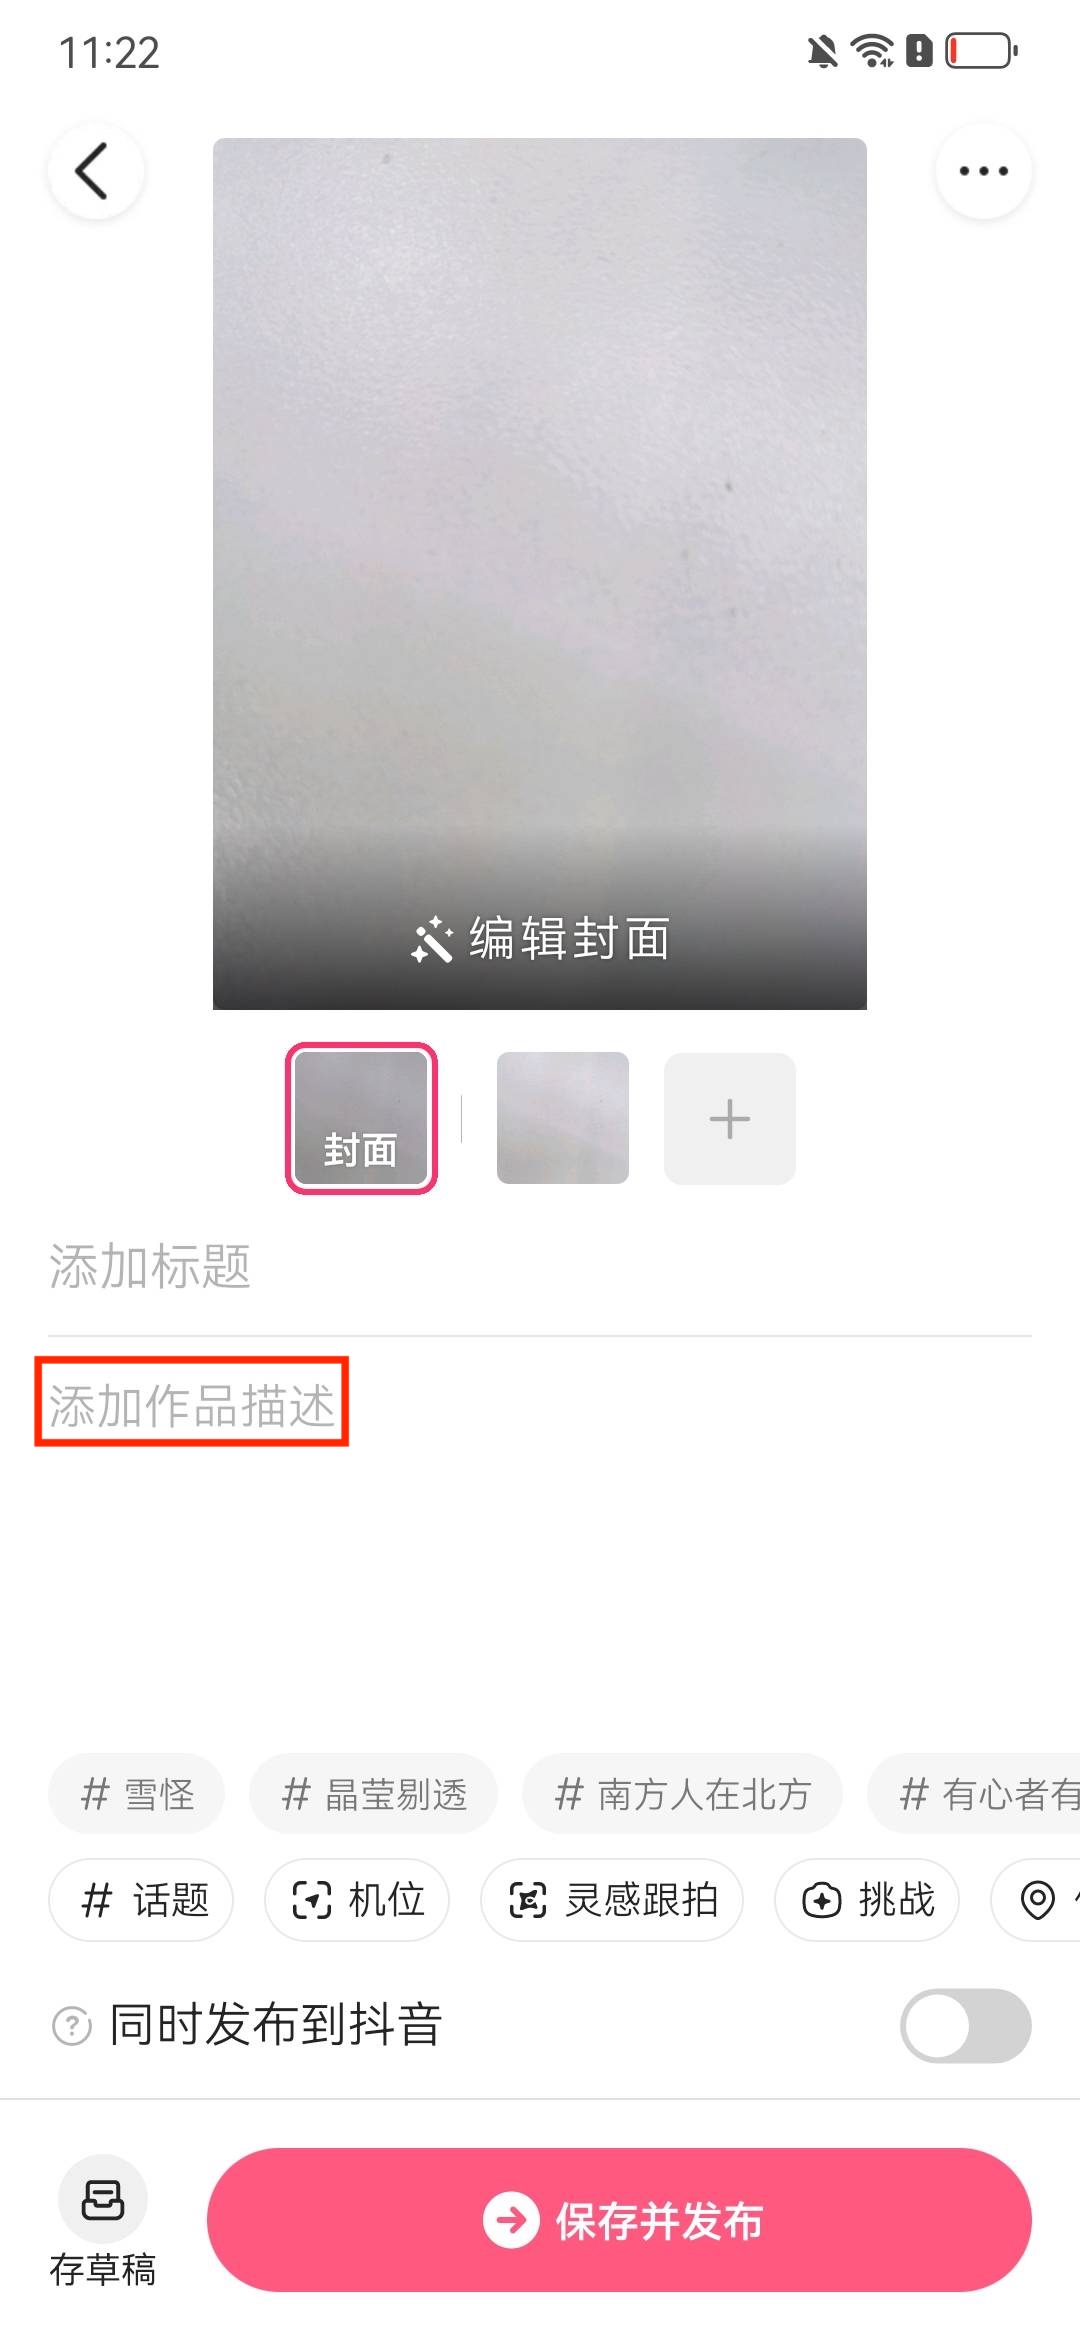 11:22
编辑封面
封面
添加标题
添加作品描述
# 雪怪 # 晶莹剔透 # 南方人在北方 # 有心者有
# 话题 机位 灵感跟拍 挑战
同时发布到抖音
保存并发布
存草稿